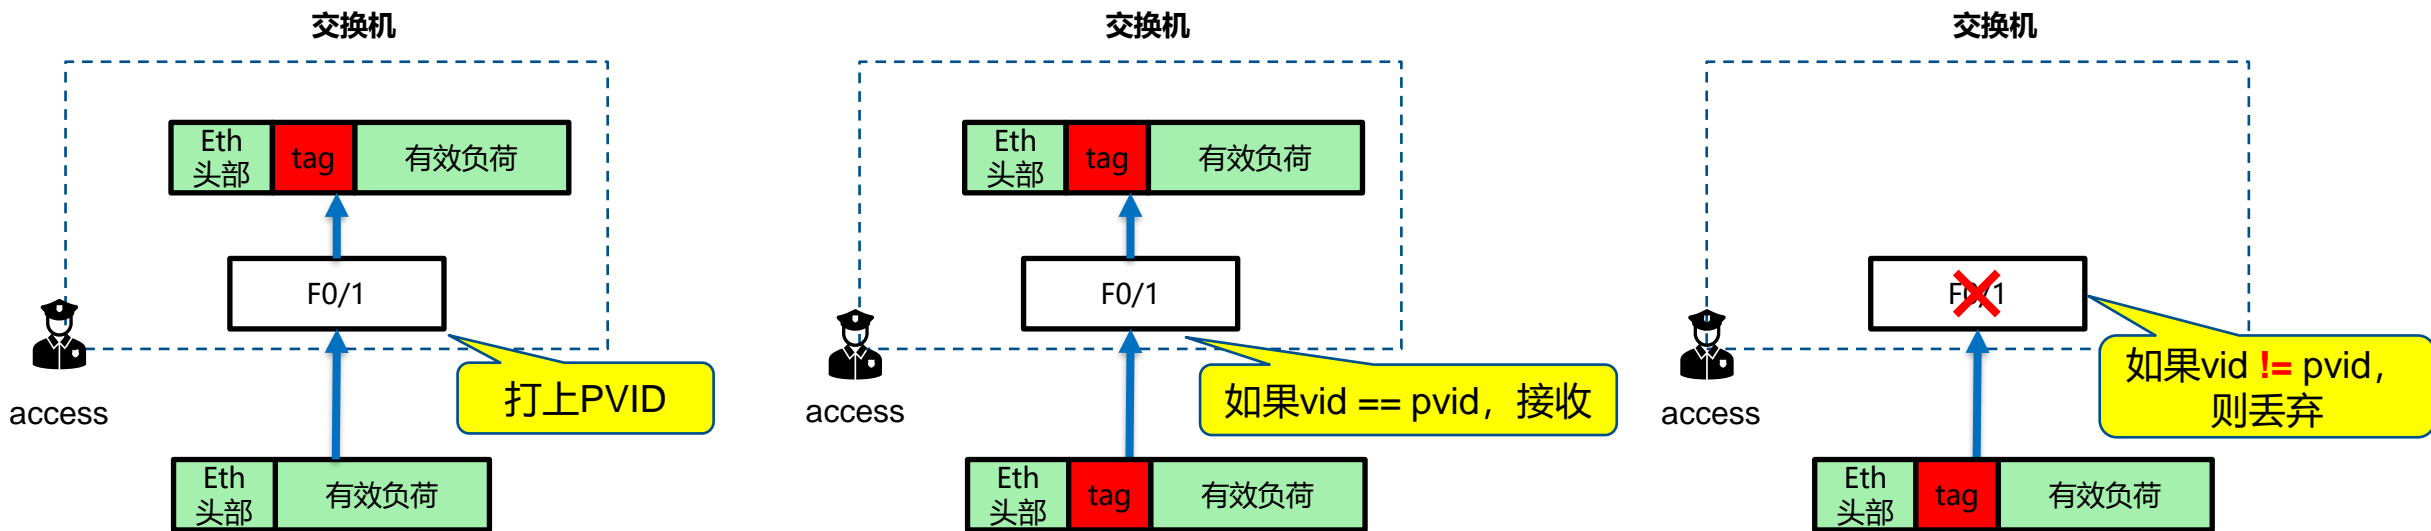 交换机
Eth
头部
tag
有效负荷
F0/1
打上PVID
access
Eth
头部
有效负荷
交换机
Eth
头部
tag
有效负荷
F0/1
如果vid == pvid，接收
access
Eth
头部
tag
有效负荷
交换机
F0/1
如果vid != pvid，
则丢弃
access
Eth
头部
tag
有效负荷